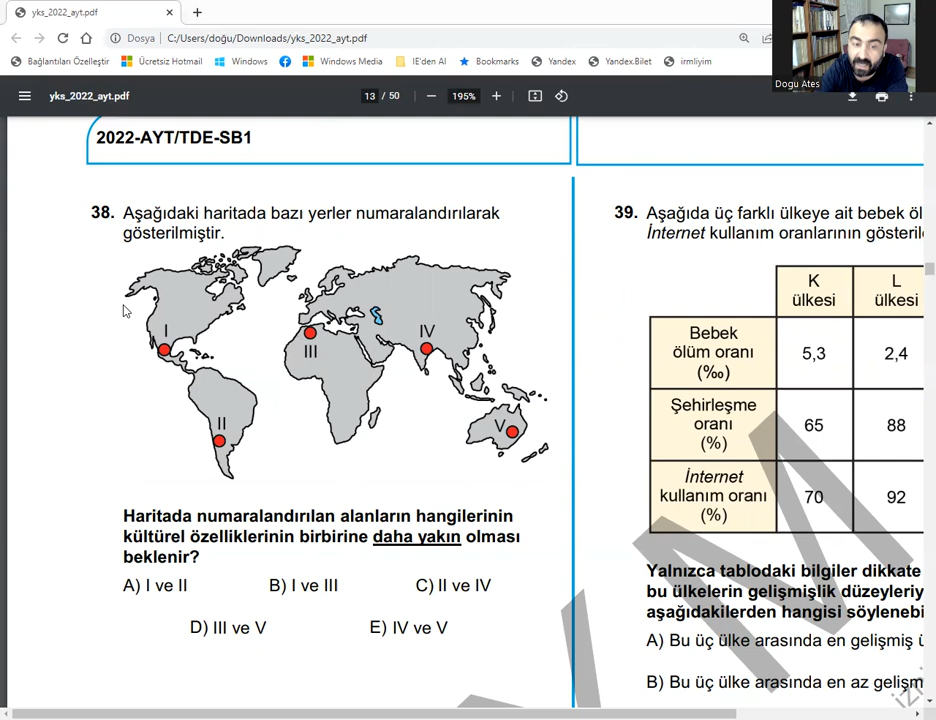 yks_2022_ayt.pdf
Dosya
C:/Users/doğu/Downloads/yks_2022_ayt.pdf
Bağlantıları Özelleştir
Ücretsiz Hotmail
Windows
Windows Media
IE'den Al
Bookmarks
Yandex
Yandex.Bilet
irmliyim
Dogu Ates
yks_2022_ayt.pdf
13 / 50
195%
2022-AYT/TDE-SB1
38. Aşağıdaki haritada bazı yerler numaralandırılarak
gösterilmiştir.
I
II
III
IV
V
Haritada numaralandırılan alanların hangilerinin
kültürel özelliklerinin birbirine daha yakın olması
beklenir?
A) I ve II B) I ve III C) II ve IV
D) III ve V E) IV ve V
39. Aşağıda üç farklı ülkeye ait bebek öl
İnternet kullanım oranlarının gösteril
K
ülkesi
L
ülkesi
Bebek
ölüm oranı
(‰)
5,3 2,4
Şehirleşme
oranı
(%)
65 88
İnternet
kullanım oranı
(%)
70 92
Yalnızca tablodaki bilgiler dikkate
bu ülkelerin gelişmişlik düzeyleriy
aşağıdakilerden hangisi söylenebi
A) Bu üç ülke arasında en gelişmiş
B) Bu üç ülke arasında en az gelişm